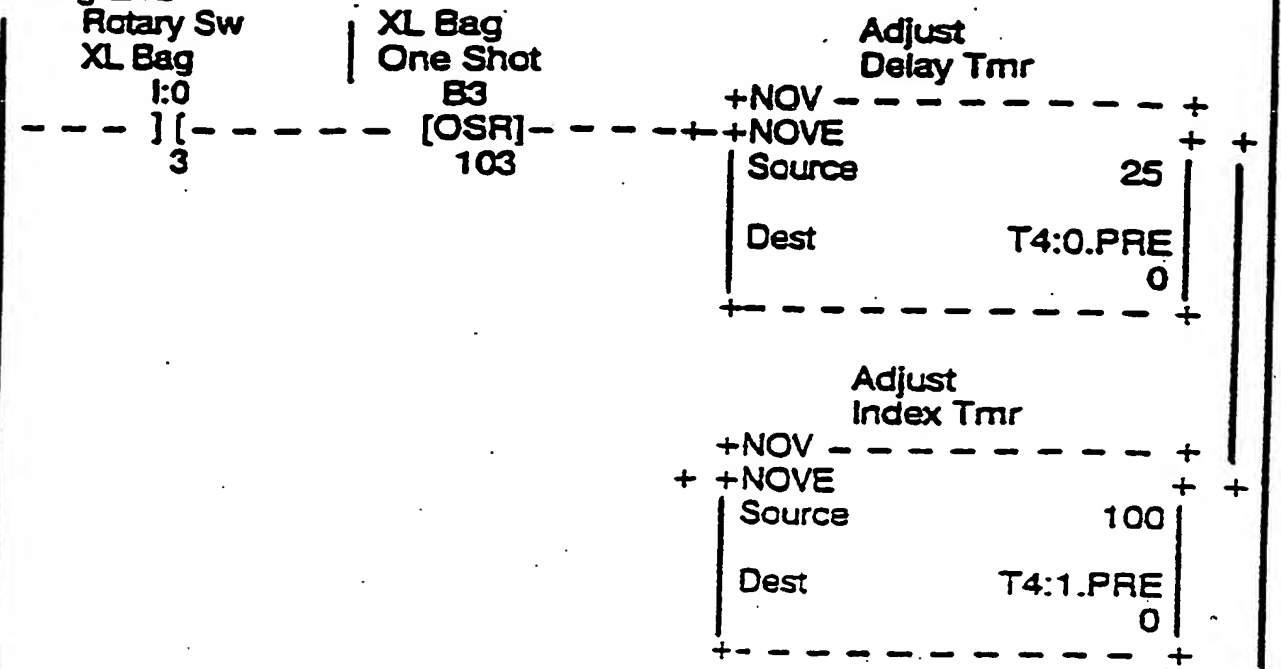 Rotary Sw
XL Bag
I:0
] [
3
XL Bag
One Shot
B3
[OSR]
103
Adjust
Delay Tmr
+NOV - - - - - - - - - +
+NOVE
Source 25
Dest T4:0.PRE
0
Adjust
Index Tmr
+NOV - - - - - - - - +
+ +NOVE
Source 100
Dest T4:1.PRE
0